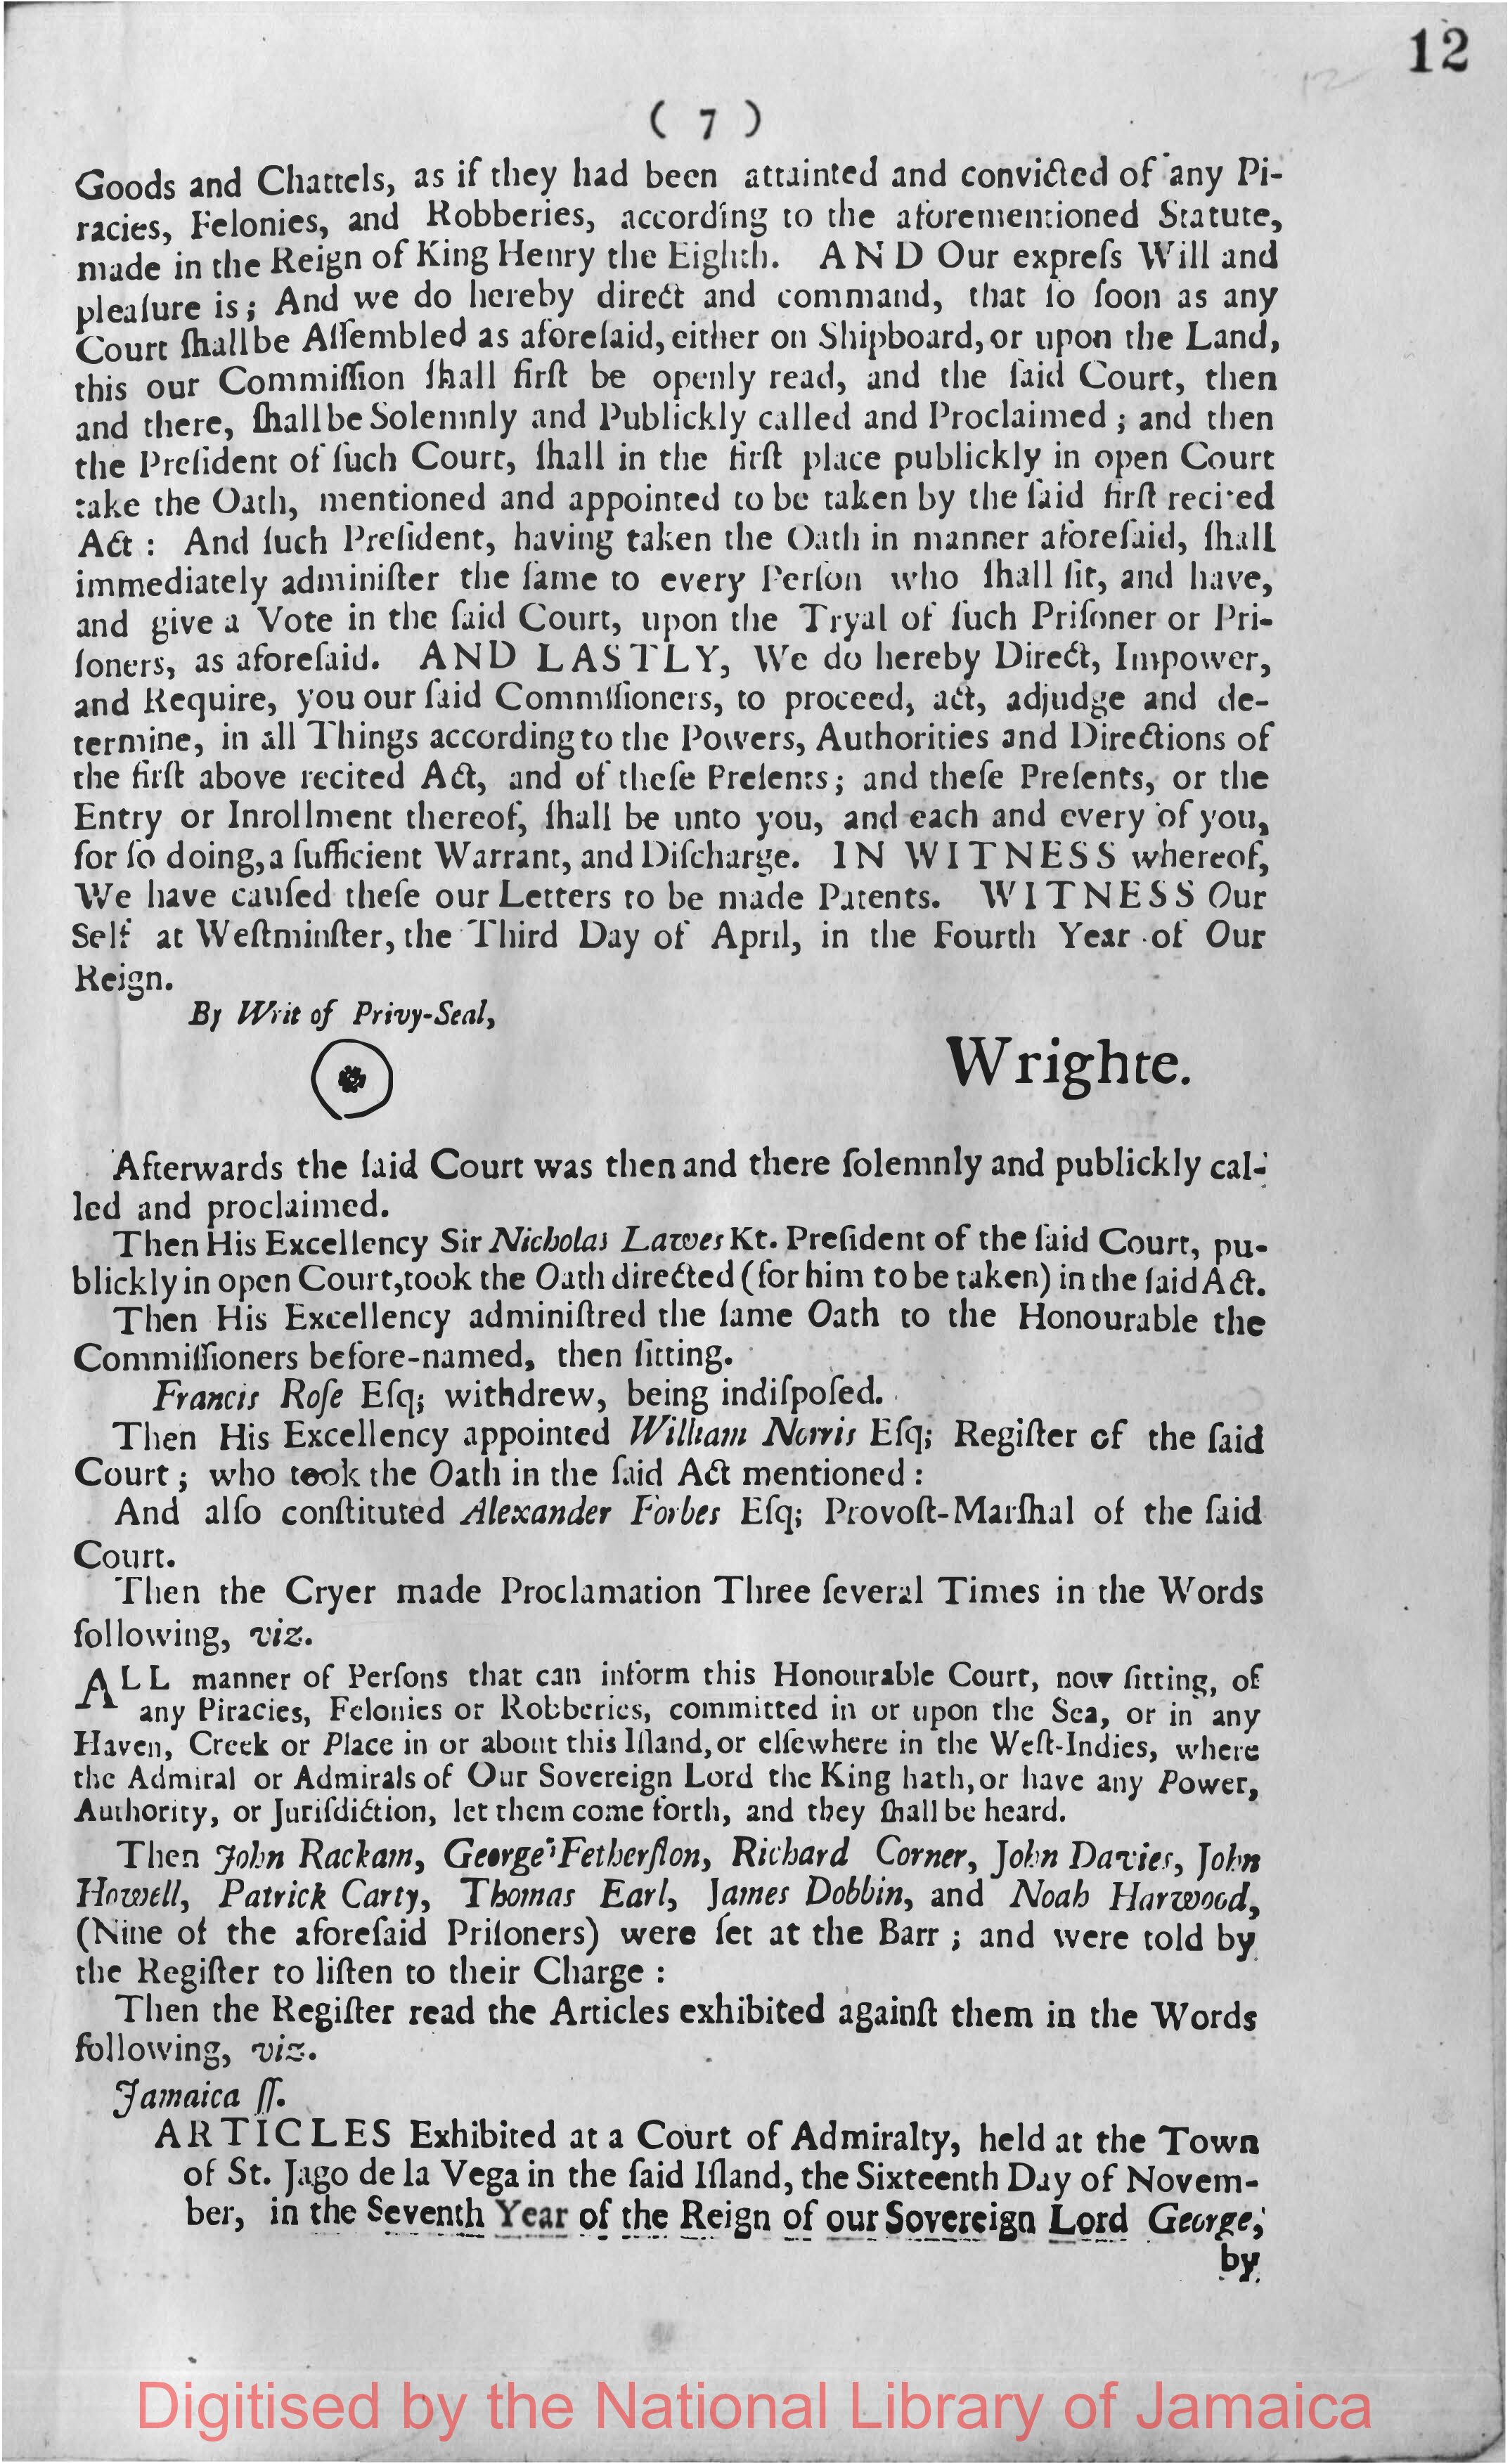 12
( 7 )
Goods and Chattels, as if they had been attainted and convicted of any Pi-
racies, Felonies, and Robberies, according to the aforementioned Statute,
made in the Reign of King Henry the Eighth. AND Our expreſs Will and
pleaſure is; And we do hereby direct and command, that ſo ſoon as any
Court ſhall be Aſſembled as aforeſaid, either on Shipboard, or upon the Land,
this our Commiſſion ſhall firſt be openly read, and the ſaid Court, then
and there, ſhall be Solemnly and Publickly called and Proclaimed; and then
the Preſident of ſuch Court, ſhall in the firſt place publickly in open Court
take the Oath, mentioned and appointed to be taken by the ſaid firſt recited
Act: And ſuch Preſident, having taken the Oath in manner aforeſaid, ſhall
immediately adminiſter the ſame to every Perſon who ſhall ſit, and have,
and give a Vote in the ſaid Court, upon the Tryal of ſuch Priſoner or Pri-
ſoners, as aforeſaid. AND LASTLY, We do hereby Direct, Impower,
and Require, you our ſaid Commiſſioners, to proceed, act, adjudge and de-
termine, in all Things according to the Powers, Authorities and Directions of
the firſt above recited Act, and of theſe Preſents; and theſe Preſents, or the
Entry or Inrollment thereof, ſhall be unto you, and each and every of you,
for ſo doing, a ſufficient Warrant, and Diſcharge. IN WITNESS whereof,
We have cauſed theſe our Letters to be made Patents. WITNESS Our
Self at Weſtminſter, the Third Day of April, in the Fourth Year of Our
Reign.
By Writ of Privy-Seal,
Wrighte.
Afterwards the ſaid Court was then and there ſolemnly and publickly cal-
led and proclaimed.
Then His Excellency Sir Nicholas Lawes Kt. Preſident of the ſaid Court, pu-
blickly in open Court, took the Oath directed (for him to be taken) in the ſaid Act.
Then His Excellency adminiſtred the ſame Oath to the Honourable the
Commiſſioners before-named, then ſitting.
Francis Roſe Eſq; withdrew, being indiſpoſed.
Then His Excellency appointed William Norris Eſq; Regiſter of the ſaid
Court; who took the Oath in the ſaid Act mentioned:
And alſo conſtituted Alexander Forbes Eſq; Provoſt-Marſhal of the ſaid
Court.
Then the Cryer made Proclamation Three ſeveral Times in the Words
following, viz.
ALL manner of Perſons that can inform this Honourable Court, now ſitting, of
any Piracies, Felonies or Robberies, committed in or upon the Sea, or in any
Haven, Creek or Place in or about this Iſland, or elſewhere in the Weſt-Indies, where
the Admiral or Admirals of Our Sovereign Lord the King hath, or have any Power,
Authority, or Juriſdiction, let them come forth, and they ſhall be heard.
Then John Rackam, George Fetherſton, Richard Corner, John Davies, John
Howell, Patrick Carty, Thomas Earl, James Dobbin, and Noah Harwood,
(Nine of the aforeſaid Priſoners) were ſet at the Barr; and were told by
the Regiſter to liſten to their Charge:
Then the Regiſter read the Articles exhibited againſt them in the Words
following, viz.
Jamaica ſſ.
ARTICLES Exhibited at a Court of Admiralty, held at the Town
of St. Jago de la Vega in the ſaid Iſland, the Sixteenth Day of Novem-
ber, in the Seventh Year of the Reign of our Sovereign Lord George,
by
Digitised by the National Library of Jamaica